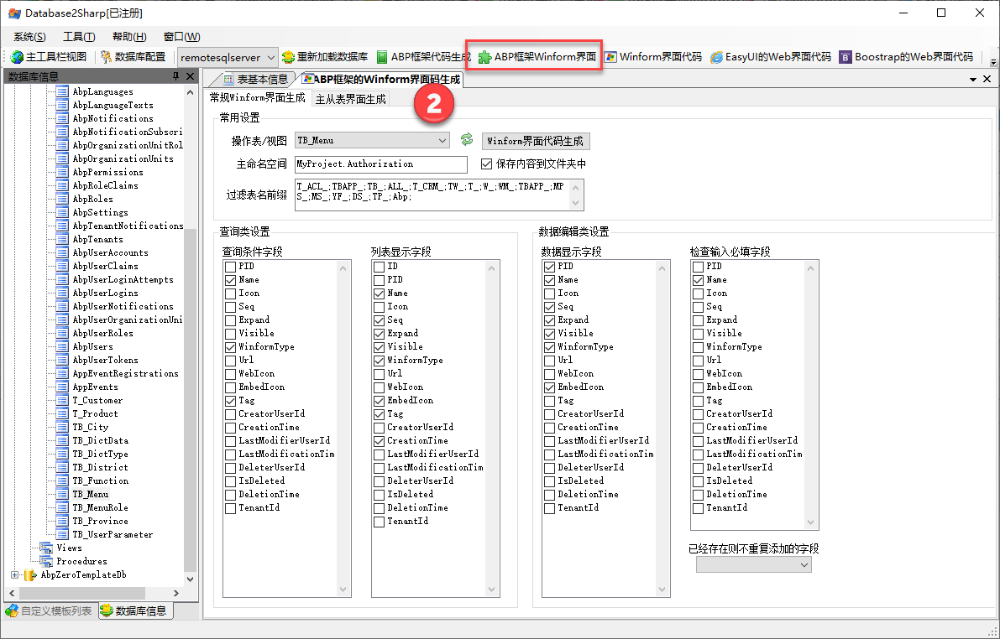 Database2Sharp[已注册]
系统(S) 工具(T) 帮助(H) 窗口(W)
主工具栏视图 数据库配置 remotesqlserver 重新加载数据库 ABP框架代码生成 ABP框架Winform界面 Winform界面代码 EasyUI的Web界面代码 B Boostrap的Web界面代码
数据库信息
AbpLanguages
AbpLanguageTexts
AbpNotifications
AbpNotificationSubscri
AbpOrganizationUnitRol
AbpOrganizationUnits
AbpPermissions
AbpRoleClaims
AbpRoles
AbpSettings
AbpTenantNotifications
AbpTenants
AbpUserAccounts
AbpUserClaims
AbpUserLoginAttempts
AbpUserLogins
AbpUserNotifications
AbpUserOrganizationUni
AbpUserRoles
AbpUsers
AbpUserTokens
AppEventRegistrations
AppEvents
T_Customer
T_Product
TB_City
TB_DictData
TB_DictType
TB_District
TB_Function
TB_Menu
TB_MenuRole
TB_Province
TB_UserParameter
Views
Procedures
AbpZeroTemplateDb
自定义模板列表 数据库信息
表基本信息 ABP框架的Winform界面码生成
常规Winform界面生成 主从表界面生成
2
常用设置
操作表/视图 TB_Menu Winform界面代码生成
主命名空间 MyProject.Authorization 保存内容到文件夹中
过滤表名前缀 T_ACL_;TBAPP_;TB_;ALL_;T_CRM_;TW_;T_;W_;WM_;TBAPP_;MP
S_;MS_;YF_;DS_;TP_;Abp;
查询类设置
查询条件字段
PID
Name
Icon
Seq
Expand
Visible
WinformType
Url
WebIcon
EmbedIcon
Tag
CreatorUserId
CreationTime
LastModifierUserId
LastModificationTim
DeleterUserId
IsDeleted
DeletionTime
TenantId
列表显示字段
ID
PID
Name
Icon
Seq
Expand
Visible
WinformType
Url
WebIcon
EmbedIcon
Tag
CreatorUserId
CreationTime
LastModifierUserId
LastModificationTim
DeleterUserId
IsDeleted
DeletionTime
TenantId
数据编辑类设置
数据显示字段
PID
Name
Icon
Seq
Expand
Visible
WinformType
Url
WebIcon
EmbedIcon
Tag
CreatorUserId
CreationTime
LastModifierUserId
LastModificationTim
DeleterUserId
IsDeleted
DeletionTime
TenantId
检查输入必填字段
PID
Name
Icon
Seq
Expand
Visible
WinformType
Url
WebIcon
EmbedIcon
Tag
CreatorUserId
CreationTime
LastModifierUserId
LastModificationTim
DeleterUserId
IsDeleted
DeletionTime
TenantId
已经存在则不重复添加的字段